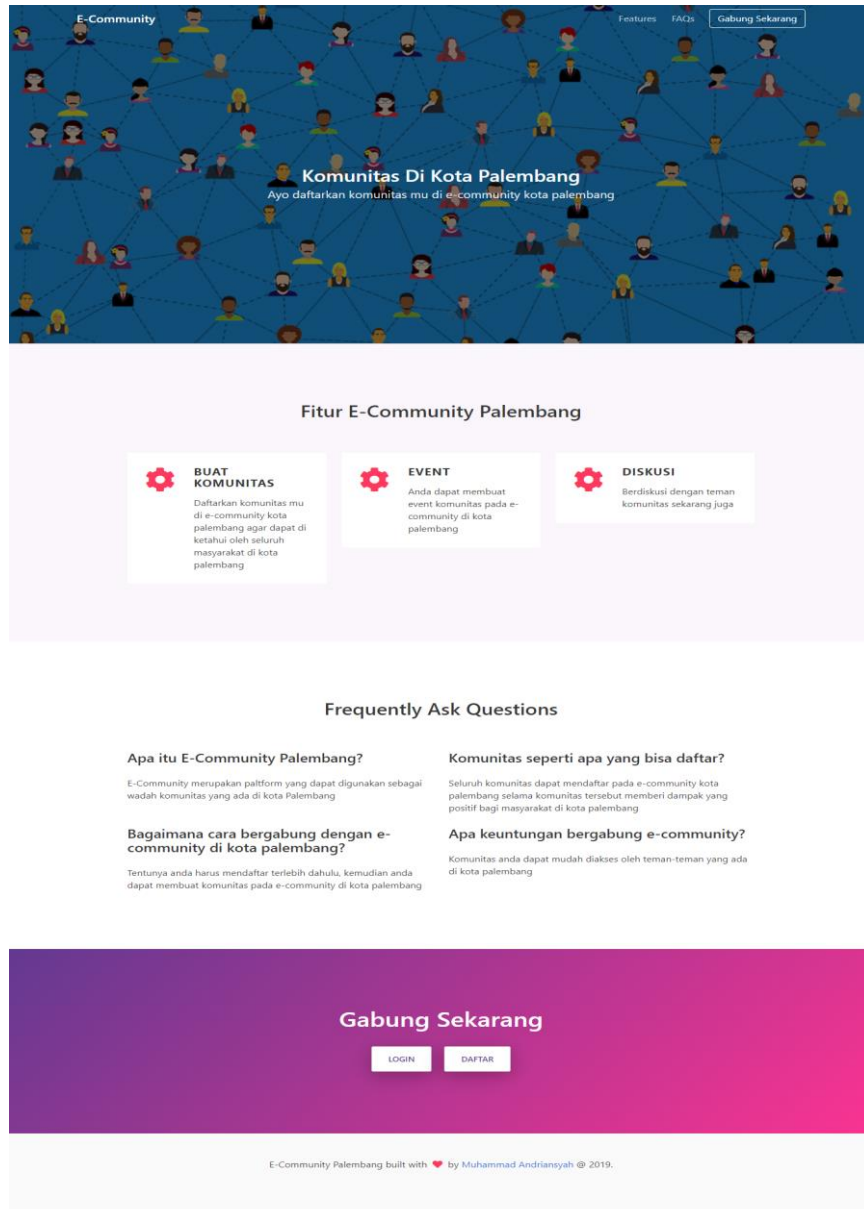 E-Community
Features FAQs Gabung Sekarang
Komunitas Di Kota Palembang
Ayo daftarkan komunitas mu di e-community kota palembang
Fitur E-Community Palembang
BUAT
KOMUNITAS
Daftarkan komunitas mu
di e-community kota
palembang agar dapat di
ketahui oleh seluruh
masyarakat di kota
palembang
EVENT
Anda dapat membuat
event komunitas pada e-
community di kota
palembang
DISKUSI
Berdiskusi dengan teman
komunitas sekarang juga
Frequently Ask Questions
Apa itu E-Community Palembang?
E-Community merupakan paltform yang dapat digunakan sebagai
wadah komunitas yang ada di kota Palembang
Komunitas seperti apa yang bisa daftar?
Seluruh komunitas dapat mendaftar pada e-community kota
palembang selama komunitas tersebut memberi dampak yang
positif bagi masyarakat di kota palembang
Bagaimana cara bergabung dengan e-
community di kota palembang?
Tentunya anda harus mendaftar terlebih dahulu, kemudian anda
dapat membuat komunitas pada e-community di kota palembang
Apa keuntungan bergabung e-community?
Komunitas anda dapat mudah diakses oleh teman-teman yang ada
di kota palembang
Gabung Sekarang
LOGIN DAFTAR
E-Community Palembang built with ❤ by Muhammad Andriansyah @ 2019.